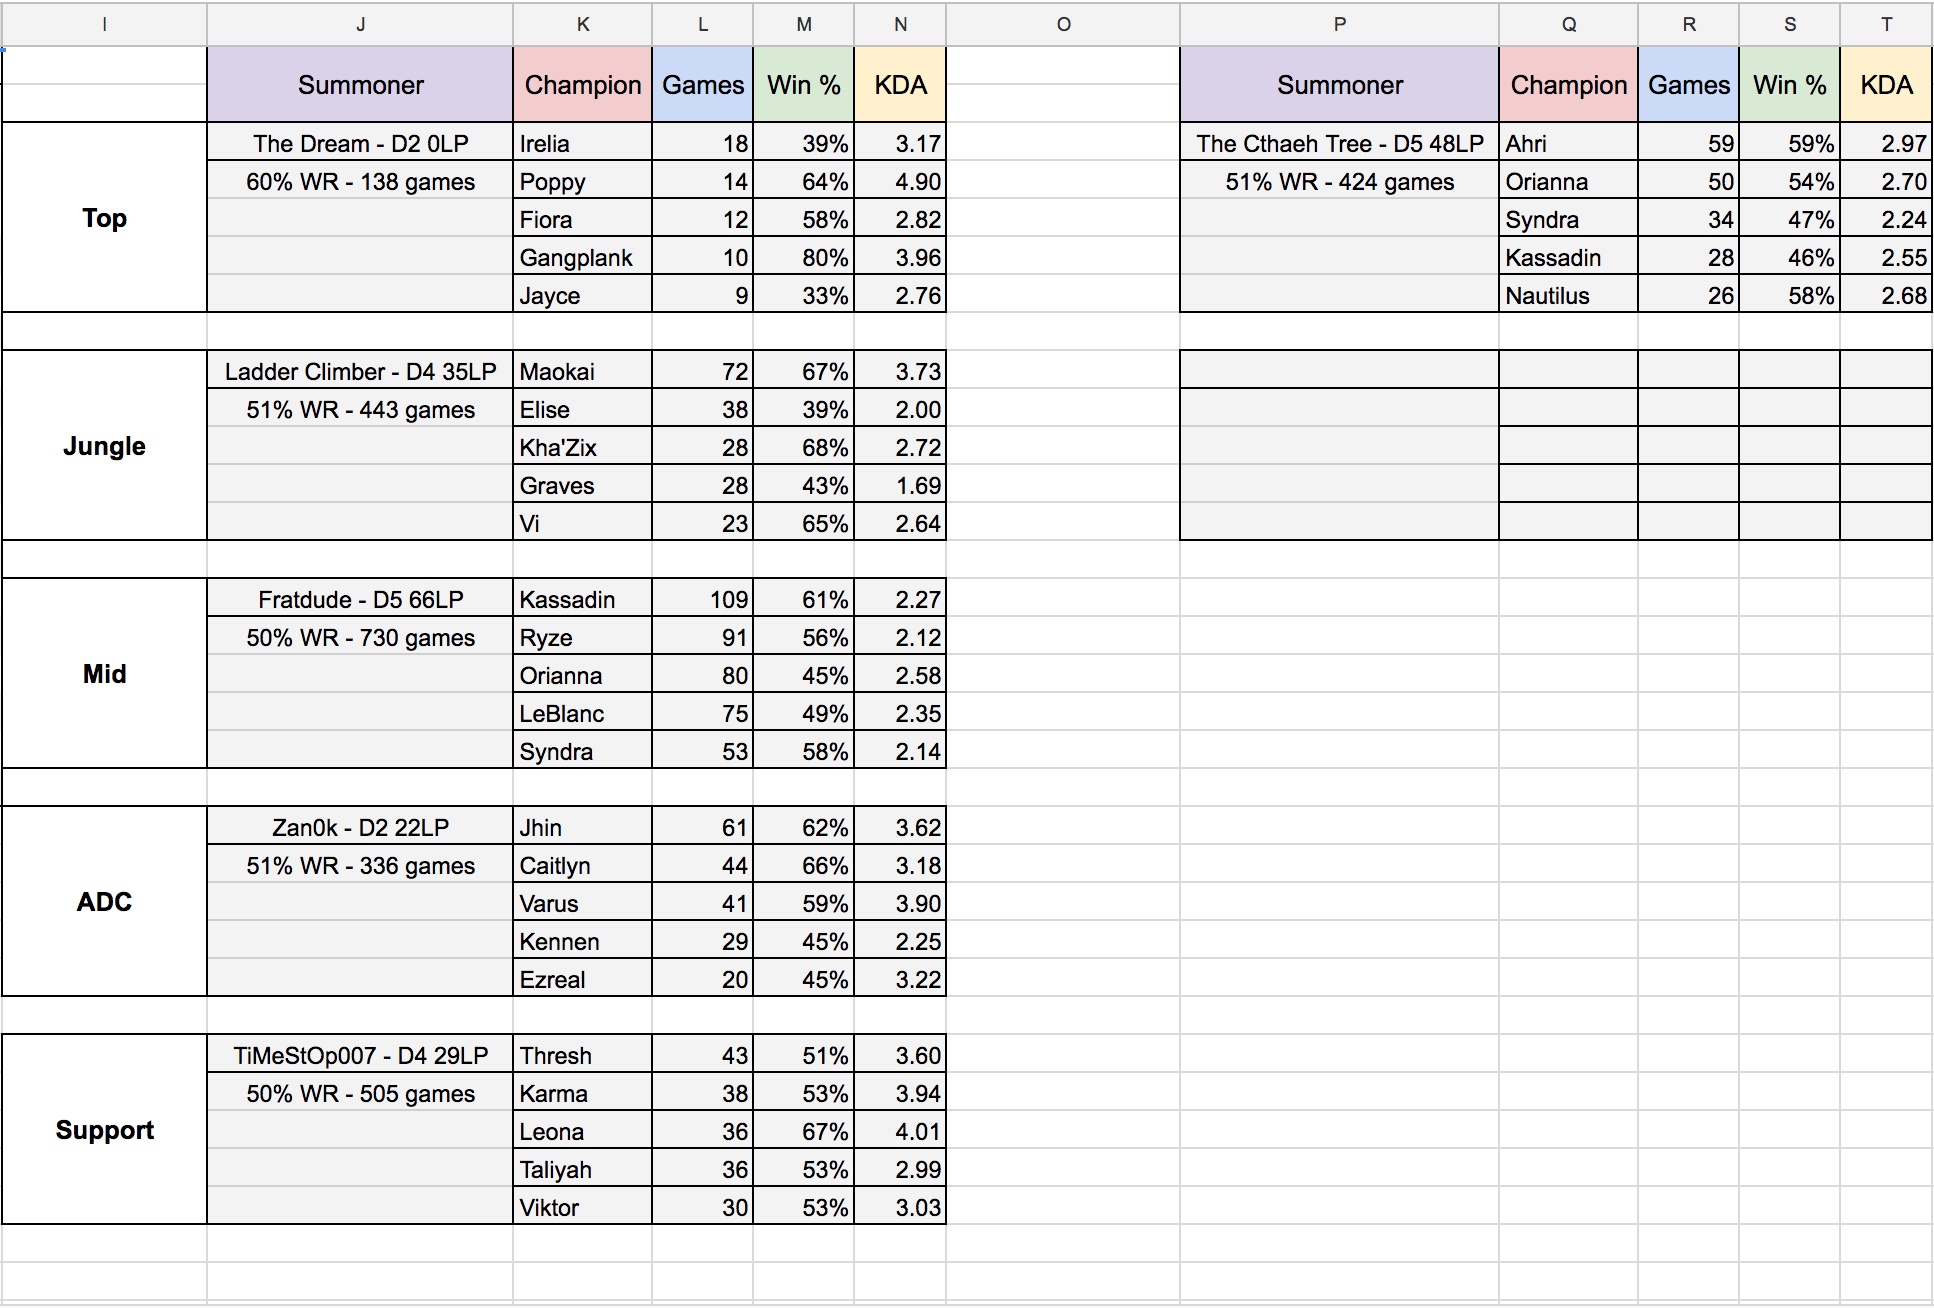 I J K L M N O P Q R S T
Summoner Champion Games Win % KDA Summoner Champion Games Win % KDA
Top
The Dream - D2 0LP Irelia 18 39% 3.17 The Cthaeh Tree - D5 48LP Ahri 59 59% 2.97
60% WR - 138 games Poppy 14 64% 4.90 51% WR - 424 games Orianna 50 54% 2.70
Fiora 12 58% 2.82 Syndra 34 47% 2.24
Gangplank 10 80% 3.96 Kassadin 28 46% 2.55
Jayce 9 33% 2.76 Nautilus 26 58% 2.68
Jungle
Ladder Climber - D4 35LP Maokai 72 67% 3.73
51% WR - 443 games Elise 38 39% 2.00
Kha'Zix 28 68% 2.72
Graves 28 43% 1.69
Vi 23 65% 2.64
Mid
Fratdude - D5 66LP Kassadin 109 61% 2.27
50% WR - 730 games Ryze 91 56% 2.12
Orianna 80 45% 2.58
LeBlanc 75 49% 2.35
Syndra 53 58% 2.14
ADC
Zan0k - D2 22LP Jhin 61 62% 3.62
51% WR - 336 games Caitlyn 44 66% 3.18
Varus 41 59% 3.90
Kennen 29 45% 2.25
Ezreal 20 45% 3.22
Support
TiMeStOp007 - D4 29LP Thresh 43 51% 3.60
50% WR - 505 games Karma 38 53% 3.94
Leona 36 67% 4.01
Taliyah 36 53% 2.99
Viktor 30 53% 3.03